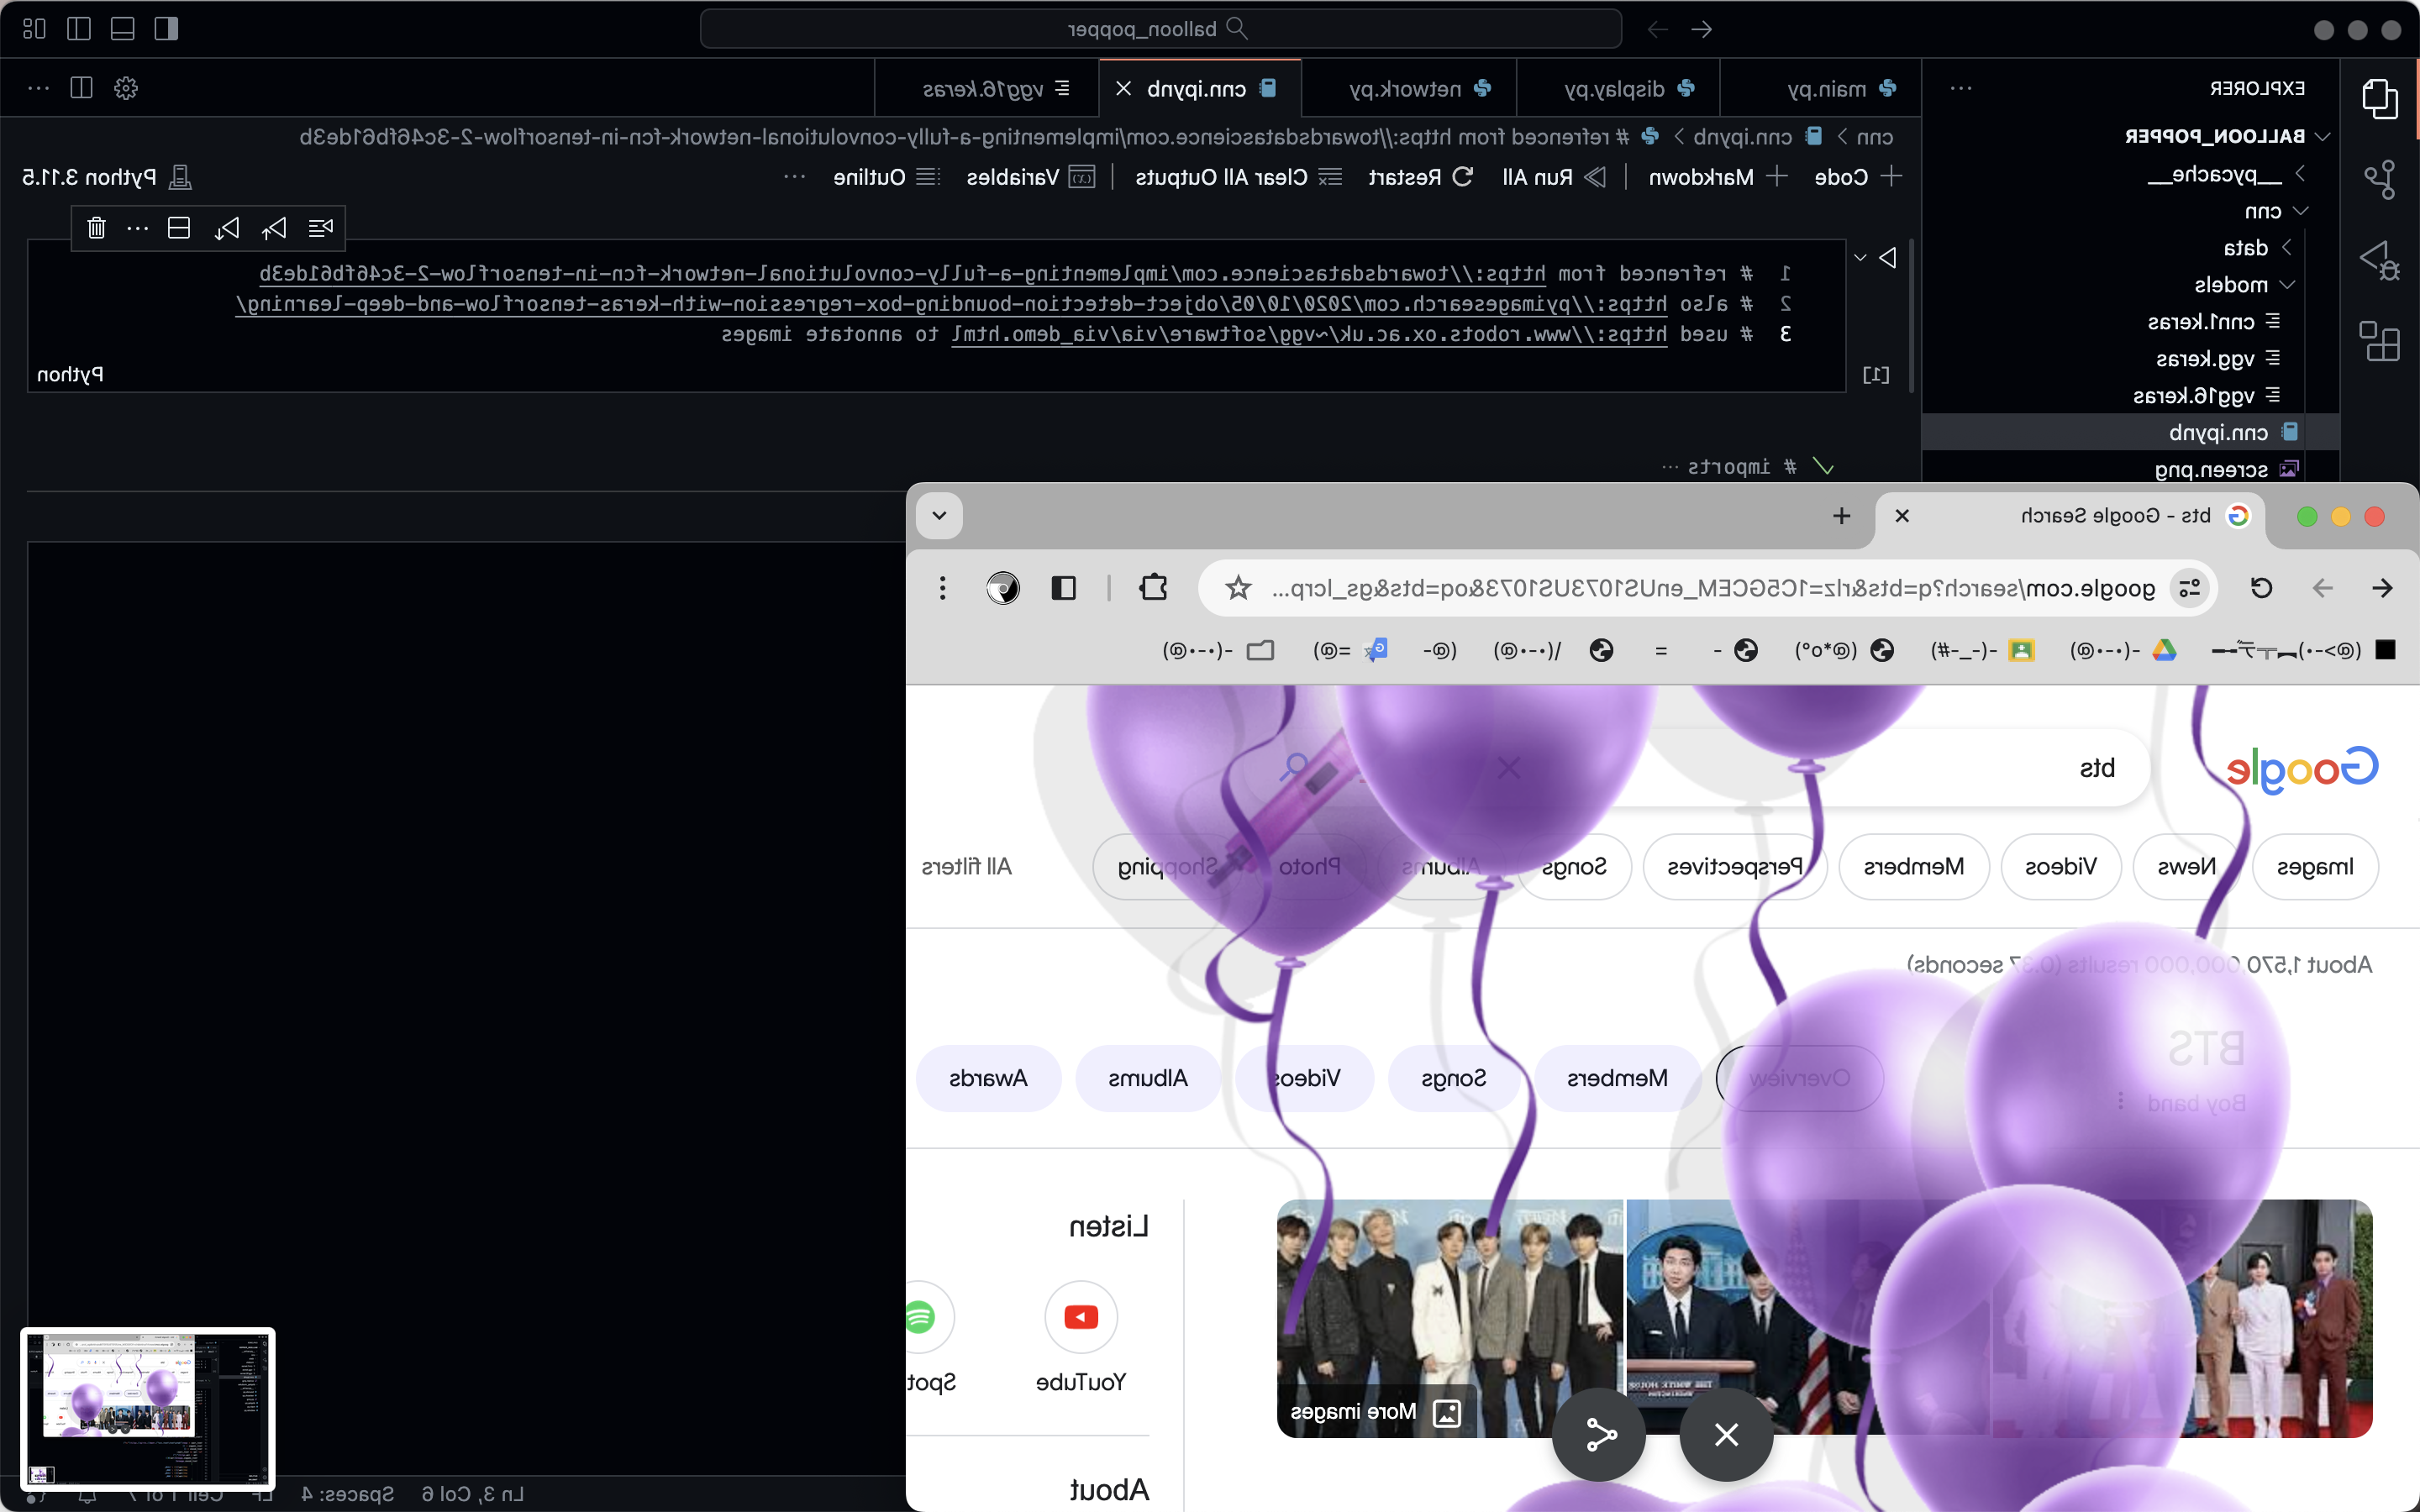 balloon_popper
EXPLORER
BALLOON_POPPER
__pycache__
cnn
data
models
cnn1.keras
vgg.keras
vgg16.keras
cnn.ipynb
screen.png
main.py
display.py
network.py
cnn.ipynb
vgg16.keras
cnn > cnn.ipynb > # refrenced from https://towardsdatascience.com/implementing-a-fully-convolutional-network-fcn-in-tensorflow-2-3c46fb61de3b
+ Code + Markdown Run All Restart Clear All Outputs Variables Outline ...
Python 3.11.5
1 # refrenced from https://towardsdatascience.com/implementing-a-fully-convolutional-network-fcn-in-tensorflow-2-3c46fb61de3b
2 # also https://pyimagesearch.com/2020/10/05/object-detection-bounding-box-regression-with-keras-tensorflow-and-deep-learning/
3 # used https://www.robots.ox.ac.uk/~vgg/software/via/via_demo.html to annotate images
[1]
Python
# imports ...
bts - Google Search
google.com/search?q=bts&rlz=1C5GCEM_enUS1073US1073&oq=bts&gs_lcrp...
Google
bts
Images
News
Videos
Members
Perspectives
Songs
Albums
Photo
Shopping
All filters
About 1,570,000,000 results (0.37 seconds)
BTS
Boy band
Overview
Members
Songs
Videos
Albums
Awards
More images
Listen
YouTube
Spot
About
Ln 3, Col 6
Spaces: 4
LF
Cell 1 of 7